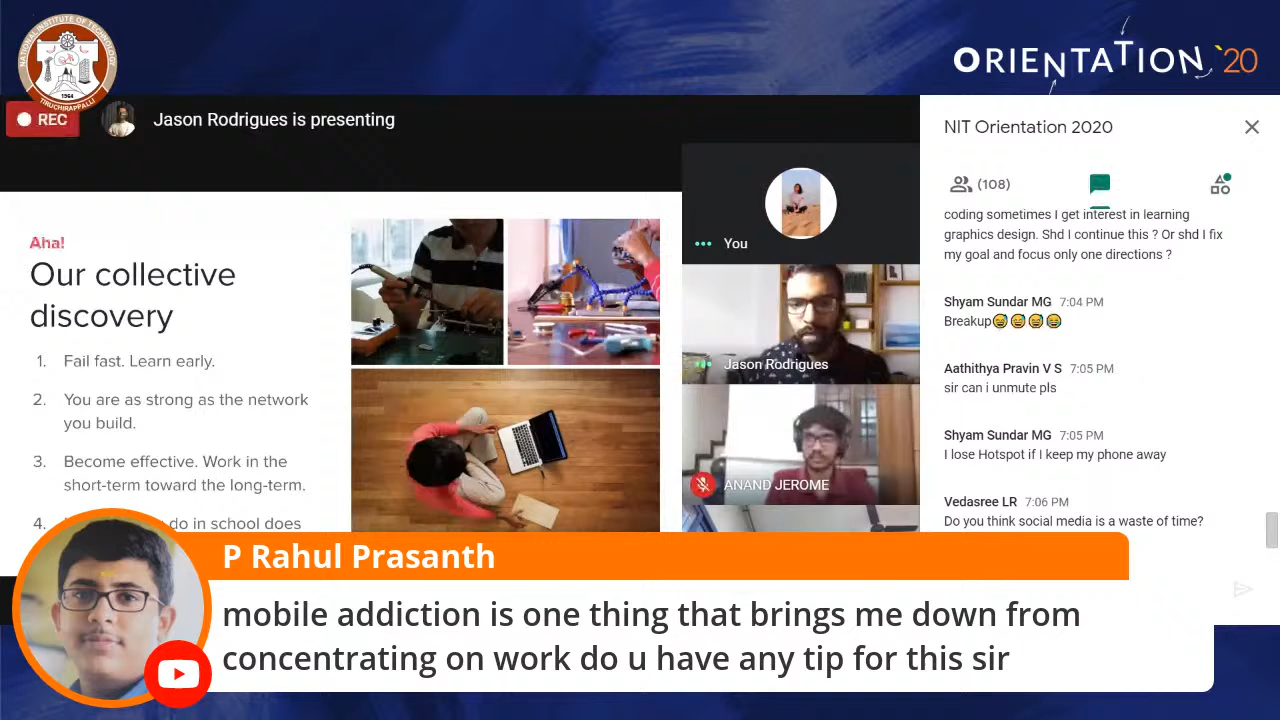 NATIONAL INSTITUTE OF TECHNOLOGY
1964
TIRUCHIRAPPALLI
ORIENTATION `20
REC
Jason Rodrigues is presenting
Aha!
Our collective
discovery
1. Fail fast. Learn early.
2. You are as strong as the network
you build.
3. Become effective. Work in the
short-term toward the long-term.
4. do in school does
You
Jason Rodrigues
ANAND JEROME
NIT Orientation 2020
(108)
coding sometimes I get interest in learning
graphics design. Shd I continue this ? Or shd I fix
my goal and focus only one directions ?
Shyam Sundar MG 7:04 PM
Breakup😅😅😅😂
Aathithya Pravin V S 7:05 PM
sir can i unmute pls
Shyam Sundar MG 7:05 PM
I lose Hotspot if I keep my phone away
Vedasree LR 7:06 PM
Do you think social media is a waste of time?
P Rahul Prasanth
mobile addiction is one thing that brings me down from
concentrating on work do u have any tip for this sir